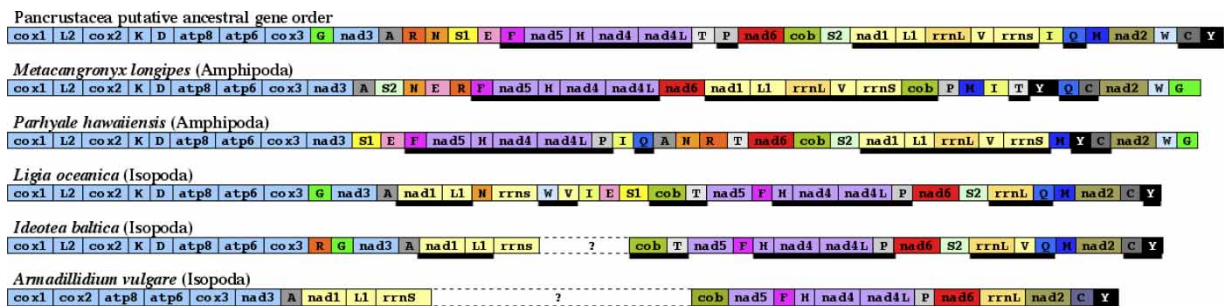 Pancrustacea putative ancestral gene order
cox1 L2 cox2 K D atp8 atp6 cox3 G nad3 A R N S1 E F nad5 H nad4 nad4L T P nad6 cob S2 nad1 L1 rrnL V rrns I Q M nad2 W C Y
Metacangronyx longipes (Amphipoda)
cox1 L2 cox2 K D atp8 atp6 cox3 nad3 A S2 N E R F nad5 H nad4 nad4L nad6 nad1 L1 rrnL V rrnS cob P M I T Y Q C nad2 W G
Parhyale hawaiiensis (Amphipoda)
cox1 L2 cox2 K D atp8 atp6 cox3 nad3 S1 E F nad5 H nad4 nad4L P I Q A N R T nad6 cob S2 nad1 L1 rrnL V rrnS M Y C nad2 W G
Ligia oceanica (Isopoda)
cox1 L2 cox2 K D atp8 atp6 cox3 G nad3 A nad1 L1 N rrns W V I E S1 cob T nad5 F H nad4 nad4L P nad6 S2 rrnL Q M nad2 C Y
Ideotea baltica (Isopoda)
cox1 L2 cox2 K D atp8 atp6 cox3 R G nad3 A nad1 L1 rrns ? cob T nad5 F H nad4 nad4L P nad6 S2 rrnL V Q M nad2 C Y
Armadillidium vulgare (Isopoda)
cox1 cox2 atp8 atp6 cox3 nad3 A nad1 L1 rrnS ? cob nad5 F H nad4 nad4L P nad6 rrnL nad2 C Y